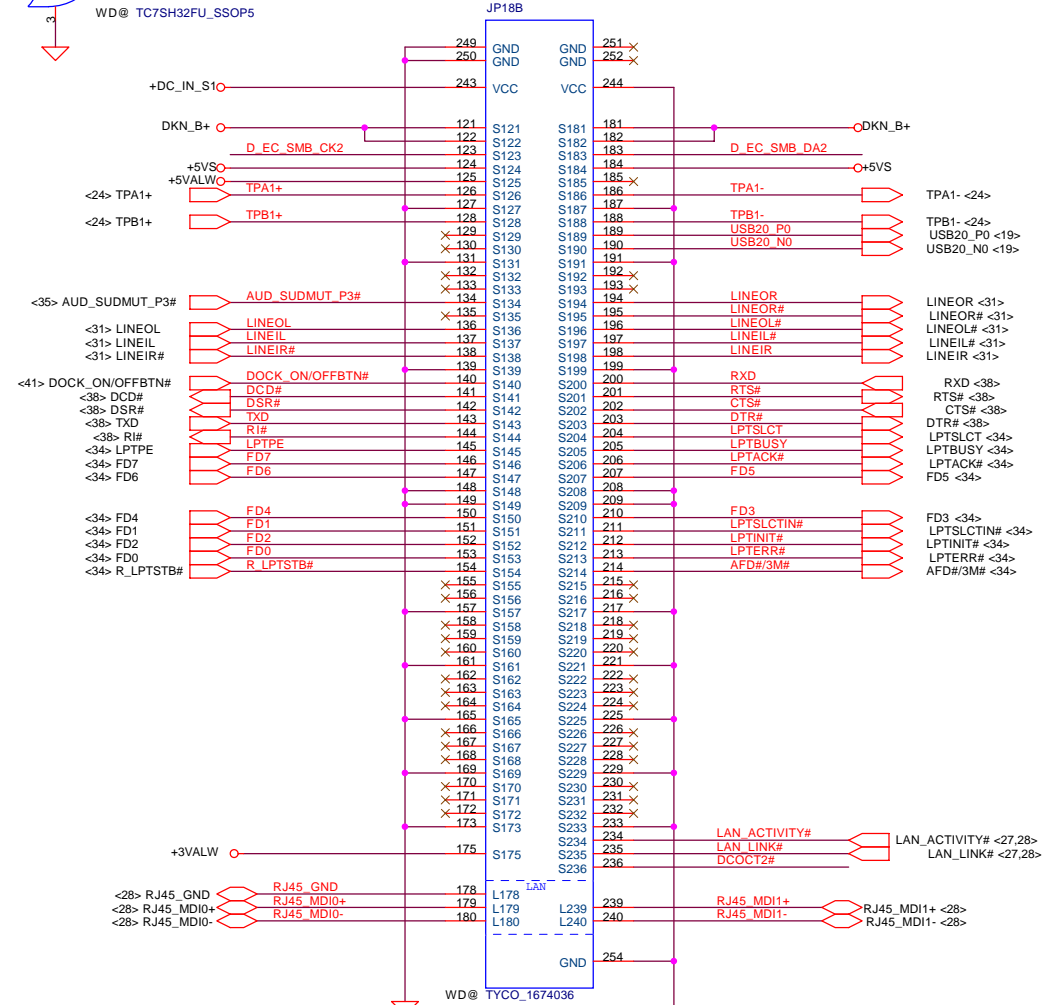 3
WD@ TC7SH32FU_SSOP5
JP18B
249 GND GND 251
250 GND GND 252
+DC_IN_S1 243 VCC VCC 244
DKN_B+ 121 S121 S181 181 DKN_B+
122 S122 S182 182
D_EC_SMB_CK2 123 S123 S183 183 D_EC_SMB_DA2
+5VS 124 S124 S184 184 +5VS
+5VALW 125 S125 S185 185
<24> TPA1+ TPA1+ 126 S126 S186 186 TPA1- TPA1- <24>
127 S127 S187 187
<24> TPB1+ TPB1+ 128 S128 S188 188 TPB1- TPB1- <24>
129 S129 S189 189 USB20_P0 USB20_P0 <19>
130 S130 S190 190 USB20_N0 USB20_N0 <19>
131 S131 S191 191
132 S132 S192 192
133 S133 S193 193
<35> AUD_SUDMUT_P3# AUD_SUDMUT_P3# 134 S134 S194 194 LINEOR LINEOR <31>
135 S135 S195 195 LINEOR# LINEOR# <31>
<31> LINEOL LINEOL 136 S136 S196 196 LINEOL# LINEOL# <31>
<31> LINEIL LINEIL 137 S137 S197 197 LINEIL# LINEIL# <31>
<31> LINEIR# LINEIR# 138 S138 S198 198 LINEIR LINEIR <31>
139 S139 S199 199
<41> DOCK_ON/OFFBTN# DOCK_ON/OFFBTN# 140 S140 S200 200 RXD RXD <38>
<38> DCD# DCD# 141 S141 S201 201 RTS# RTS# <38>
<38> DSR# DSR# 142 S142 S202 202 CTS# CTS# <38>
<38> TXD TXD 143 S143 S203 203 DTR# DTR# <38>
<38> RI# RI# 144 S144 S204 204 LPTSLCT LPTSLCT <34>
<34> LPTPE LPTPE 145 S145 S205 205 LPTBUSY LPTBUSY <34>
<34> FD7 FD7 146 S146 S206 206 LPTACK# LPTACK# <34>
<34> FD6 FD6 147 S147 S207 207 FD5 FD5 <34>
148 S148 S208 208
149 S149 S209 209
<34> FD4 FD4 150 S150 S210 210 FD3 FD3 <34>
<34> FD1 FD1 151 S151 S211 211 LPTSLCTIN# LPTSLCTIN# <34>
<34> FD2 FD2 152 S152 S212 212 LPTINIT# LPTINIT# <34>
<34> FD0 FD0 153 S153 S213 213 LPTERR# LPTERR# <34>
<34> R_LPTSTB# R_LPTSTB# 154 S154 S214 214 AFD#/3M# AFD#/3M# <34>
155 S155 S215 215
156 S156 S216 216
157 S157 S217 217
158 S158 S218 218
159 S159 S219 219
160 S160 S220 220
161 S161 S221 221
162 S162 S222 222
163 S163 S223 223
164 S164 S224 224
165 S165 S225 225
166 S166 S226 226
167 S167 S227 227
168 S168 S228 228
169 S169 S229 229
170 S170 S230 230
171 S171 S231 231
172 S172 S232 232
173 S173 S233 233
S234 234 LAN_ACTIVITY# LAN_ACTIVITY# <27,28>
+3VALW 175 S175 S235 235 LAN_LINK# LAN_LINK# <27,28>
S236 236 DCOCT2#
LAN
<28> RJ45_GND RJ45_GND 178 L178
<28> RJ45_MDI0+ RJ45_MDI0+ 179 L179 L239 239 RJ45_MDI1+ RJ45_MDI1+ <28>
<28> RJ45_MDI0- RJ45_MDI0- 180 L180 L240 240 RJ45_MDI1- RJ45_MDI1- <28>
GND 254
WD@ TYCO_1674036